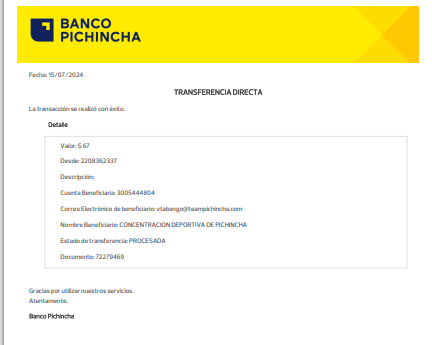 BANCO
PICHINCHA
Fecha: 15/07/2024
TRANSFERENCIA DIRECTA
La transacción se realizó con éxito.
Detalle
Valor: $ 67
Desde: 2208362337
Descripción:
Cuenta Beneficiaria: 3005444804
Correo Electrónico de beneficiario: vtabango@teampichincha.com
Nombre Beneficiario: CONCENTRACION DEPORTIVA DE PICHINCHA
Estado de transferencia: PROCESADA
Documento: 72279469
Gracias por utilizar nuestros servicios.
Atentamente,
Banco Pichincha